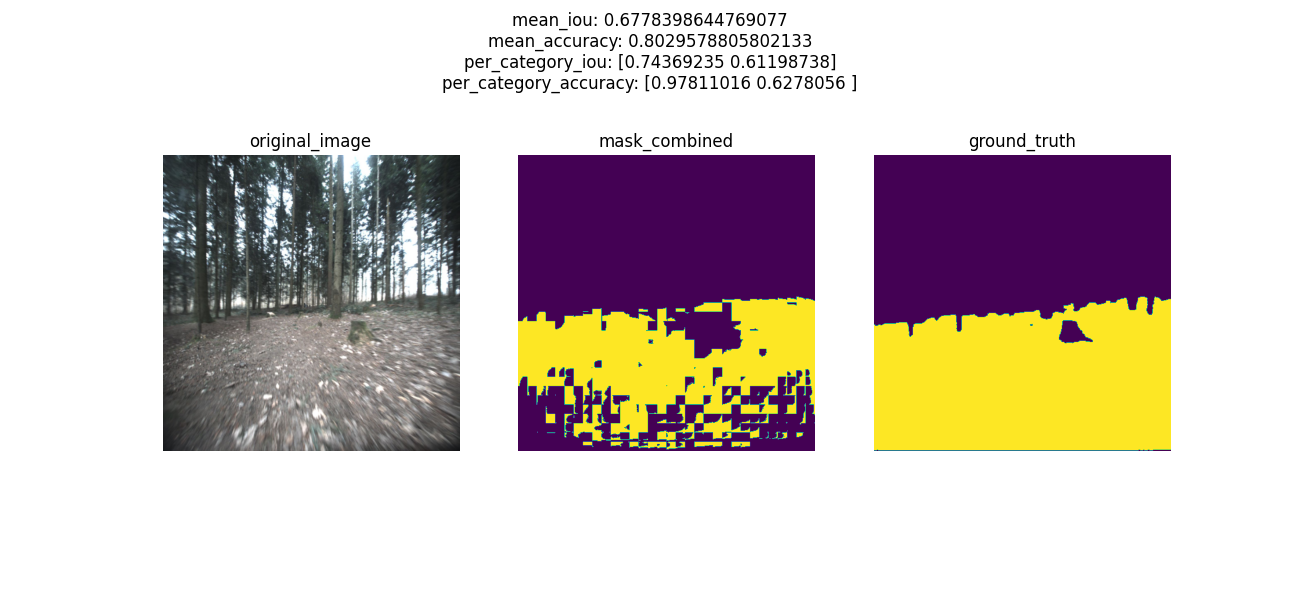 mean_iou: 0.6778398644769077
mean_accuracy: 0.8029578805802133
per_category_iou: [0.74369235 0.61198738]
per_category_accuracy: [0.97811016 0.6278056 ]
original_image
mask_combined
ground_truth